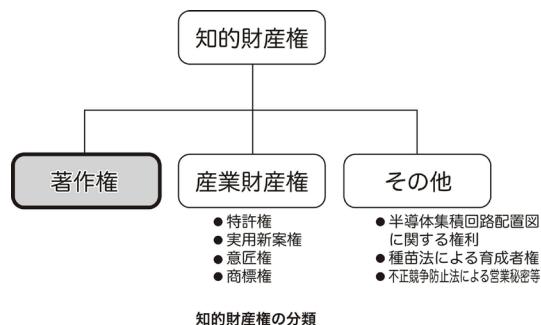 知的財産権
著作権
産業財産権
その他
●特許権
●実用新案権
●意匠権
●商標権
●半導体集積回路配置図
に関する権利
●種苗法による育成者権
●不正競争防止法による営業秘密等
知的財産権の分類